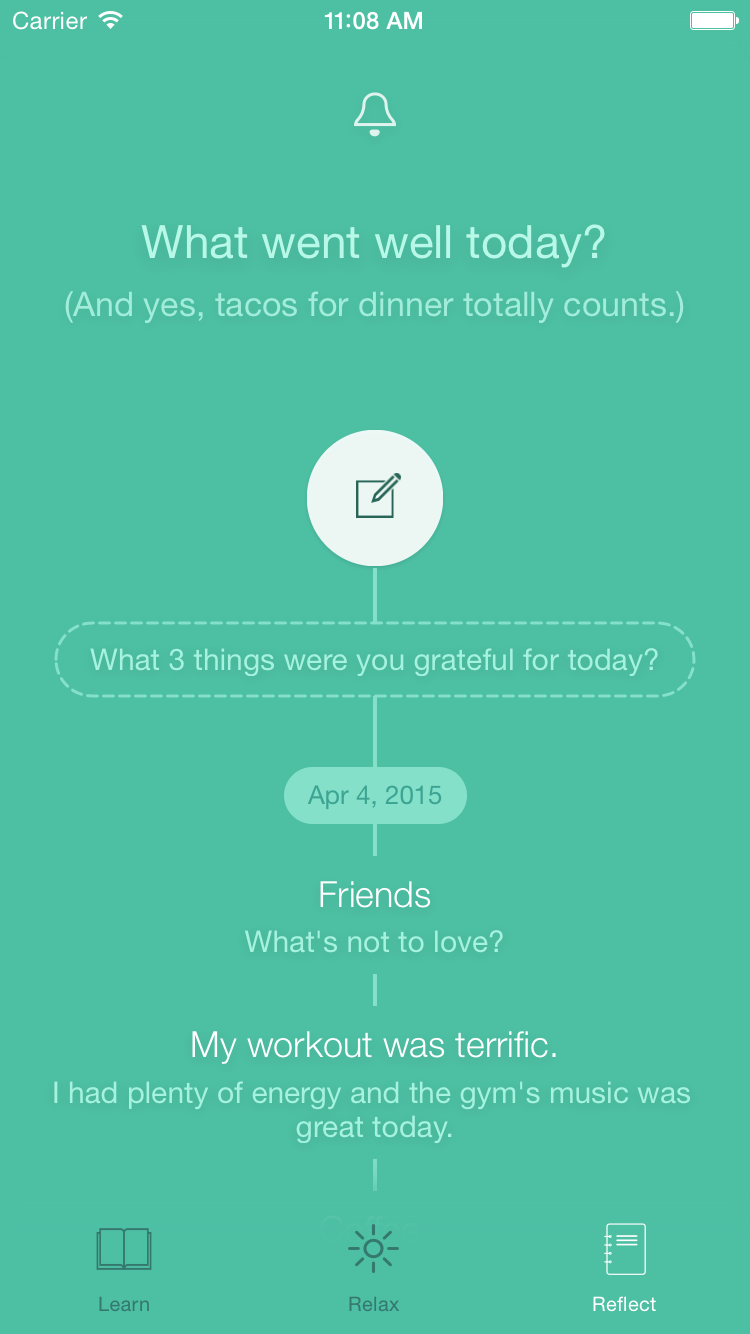 Carrier 11:08 AM
What went well today?
(And yes, tacos for dinner totally counts.)
What 3 things were you grateful for today?
Apr 4, 2015
Friends
What's not to love?
My workout was terrific.
I had plenty of energy and the gym's music was
great today.
Learn Relax Reflect